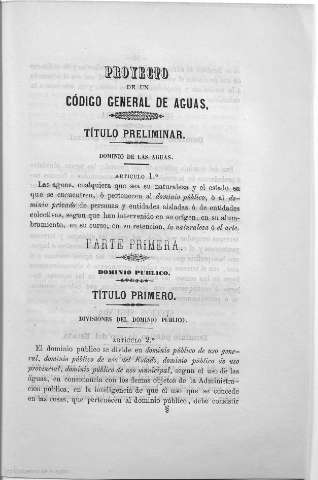 PROYECTO
DE UN
CÓDIGO GENERAL DE AGUAS,
TÍTULO PRELIMINAR.
DOMINIO DE LAS AGUAS.
ARTICULO 1.º
Las aguas, cualquiera que sea su naturaleza y el estado en
que se encuentren, ó pertenecen al dominio público, ó al do-
minio privado de personas y entidades aisladas ó de entidades
colectivas, segun que han intervenido en su origen, en su alum-
bramiento, en su curso, en su retencion, la naturaleza ó el arte.
PARTE PRIMERA.
DOMINIO PUBLICO.
TÍTULO PRIMERO.
DIVISIONES DEL DOMINIO PÚBLICO.
ARTICULO 2.º
El dominio público se divide en dominio público de uso gene-
ral, dominio público de uso del Estado, dominio público de uso
provincial, dominio público de uso municipal, segun el uso de las
aguas, en consonancia con los demas objetos de la Administra-
cion pública, en la inteligencia de que el uso que se concede
en las cosas, que pertenecen al dominio público, debe consistir